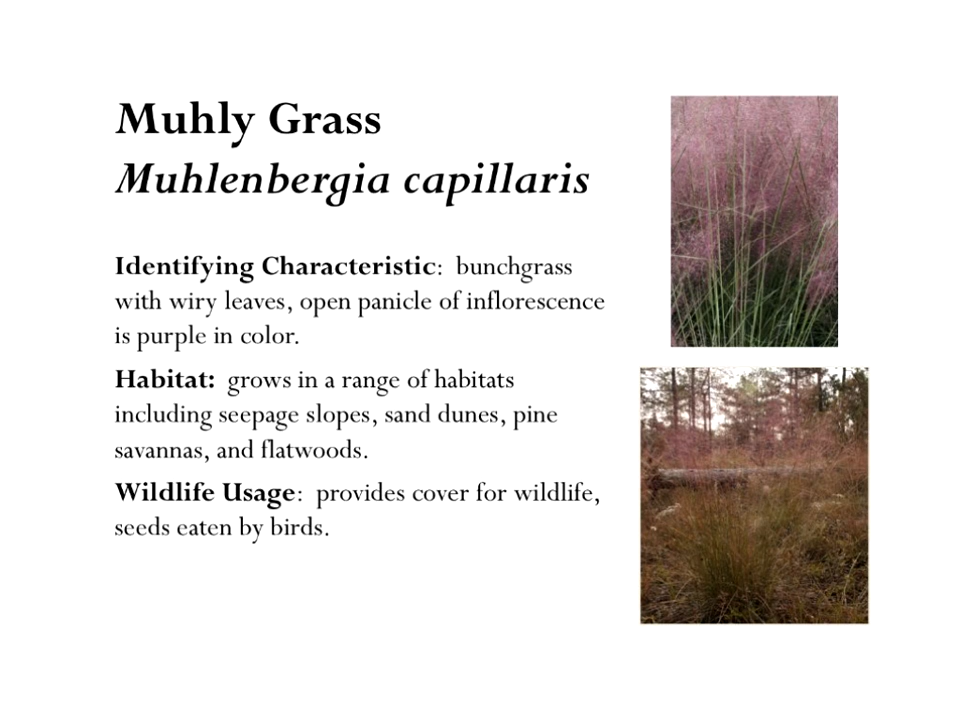 Muhly Grass
Muhlenbergia capillaris
Identifying Characteristic:  bunchgrass
with wiry leaves, open panicle of inflorescence
is purple in color.
Habitat:  grows in a range of habitats
including seepage slopes, sand dunes, pine
savannas, and flatwoods.
Wildlife Usage:  provides cover for wildlife,
seeds eaten by birds.